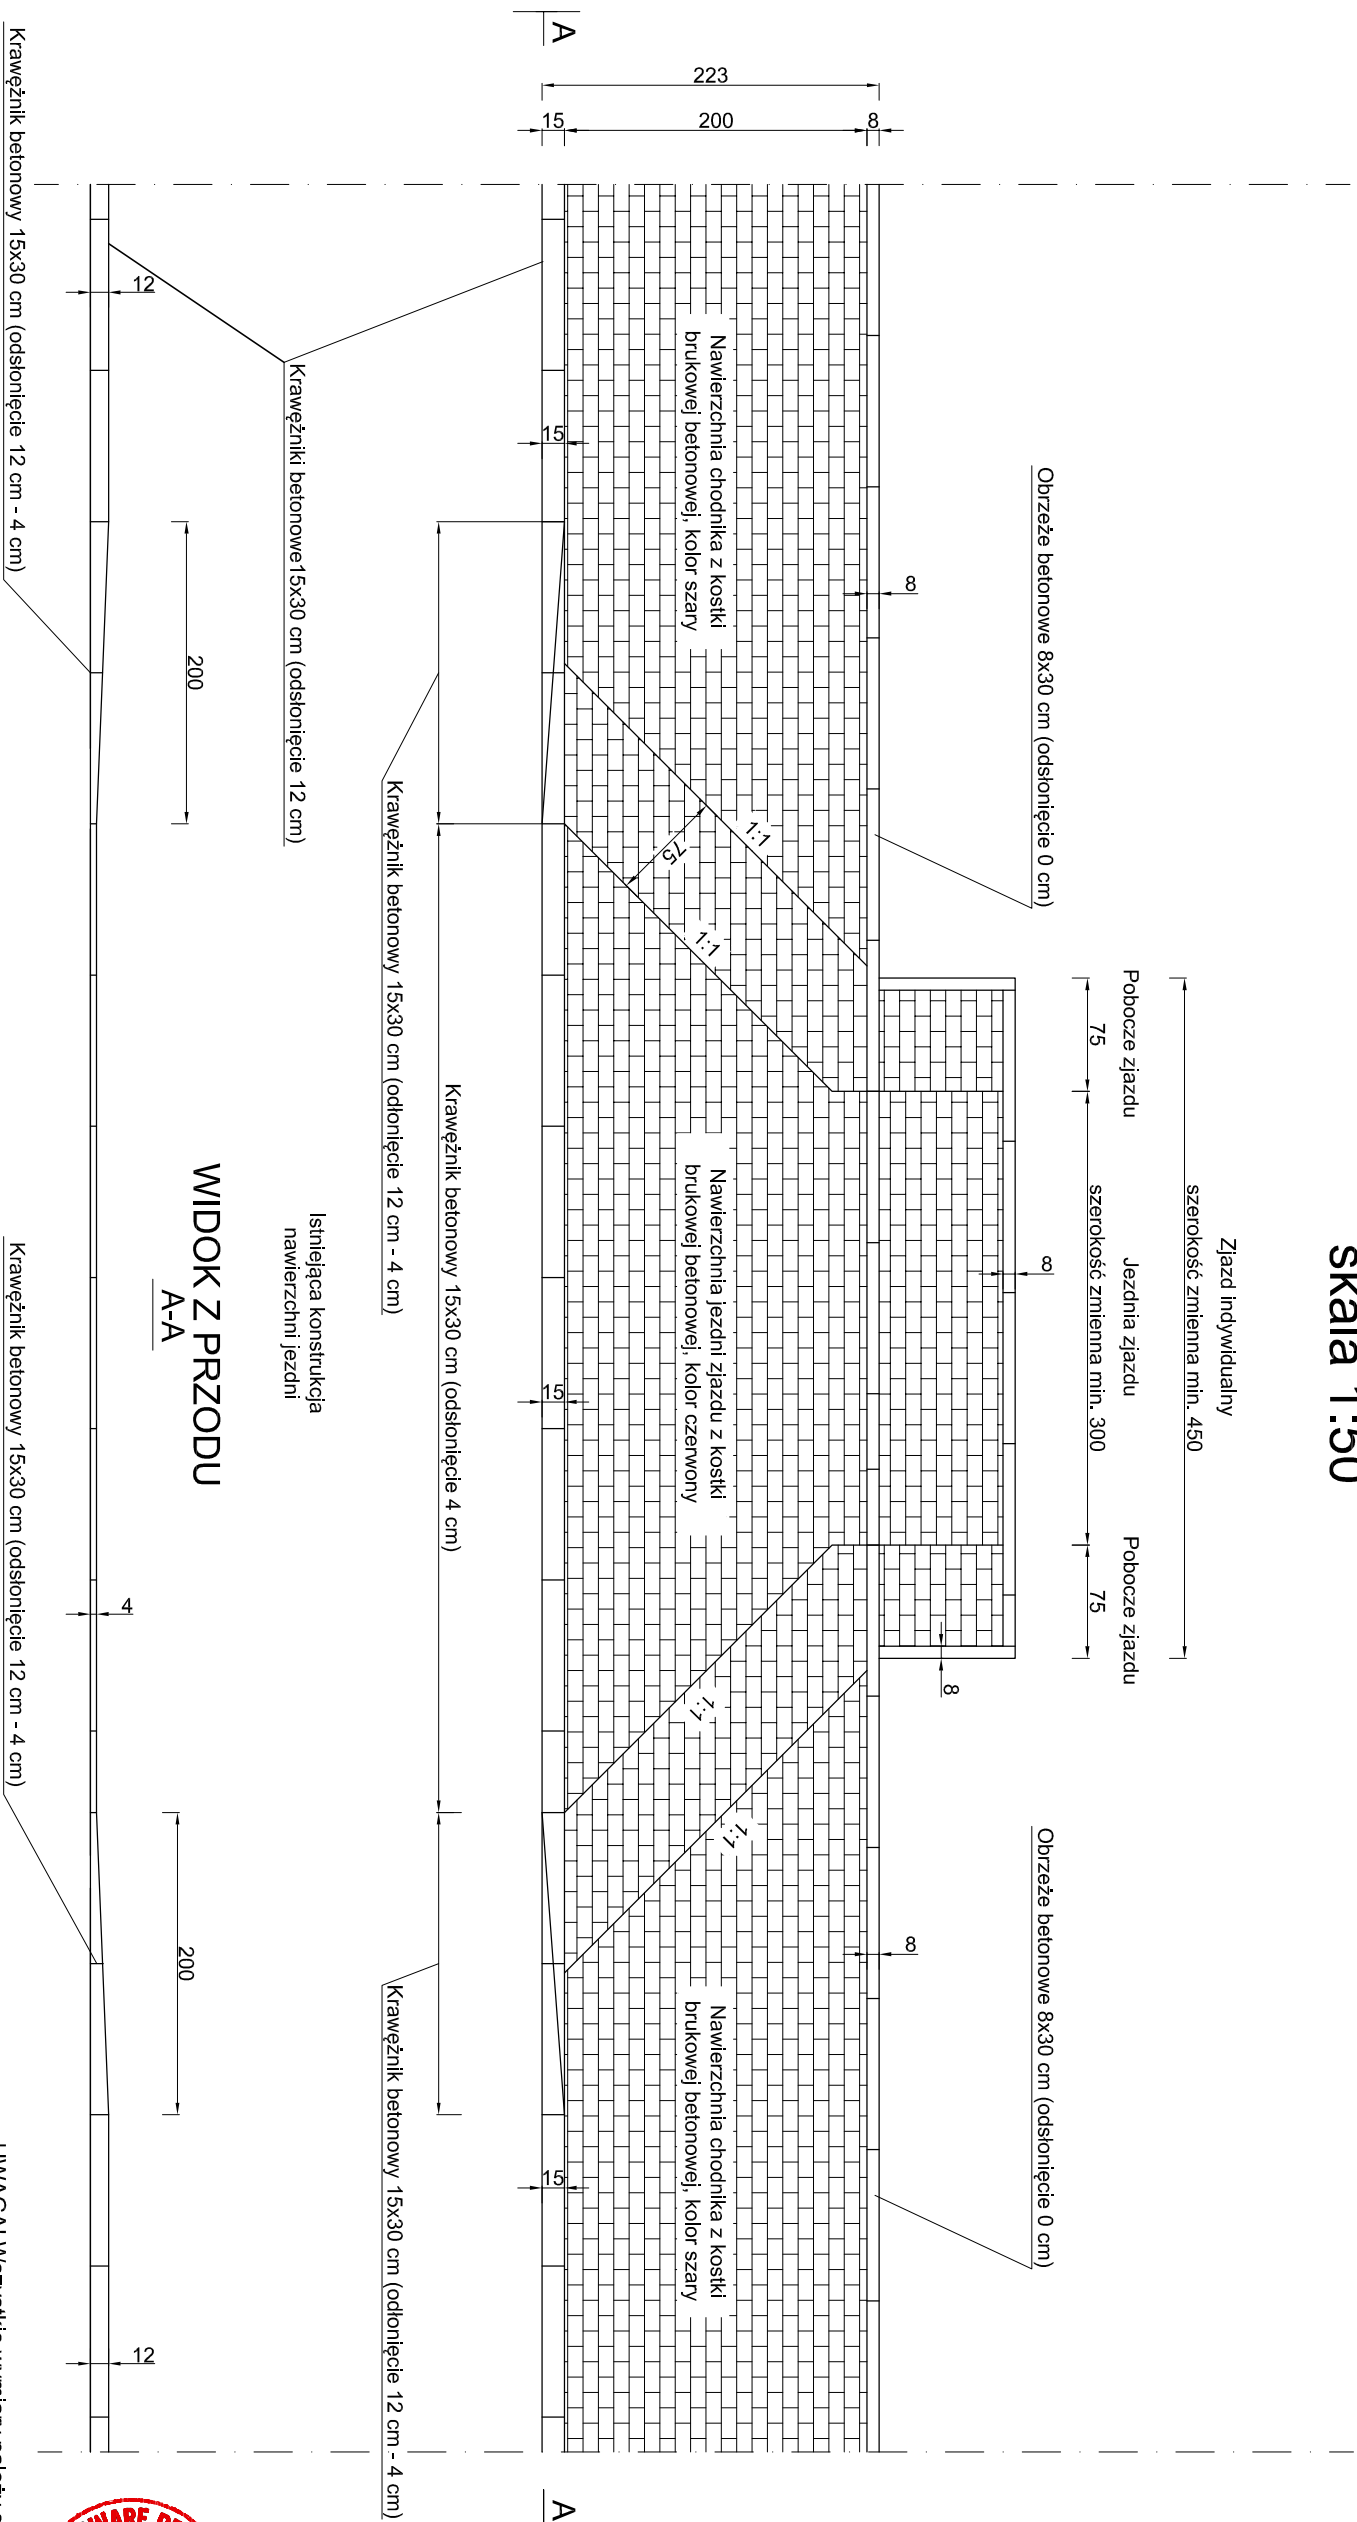 skala 1:50
Zjazd indywidualny
szerokość zmienna min. 450
Pobocze zjazdu
Jezdnia zjazdu
Pobocze zjazdu
75
szerokość zmienna min. 300
75
Obrzeże betonowe 8x30 cm (odsłonięcie 0 cm)
8
Obrzeże betonowe 8x30 cm (odsłonięcie 0 cm)
8
8
8
223
15
200
8
Nawierzchnia chodnika z kostki
brukowej betonowej, kolor szary
1:1
75
1:1
Nawierzchnia jezdni zjazdu z kostki
brukowej betonowej, kolor czerwony
1:1
1:1
Nawierzchnia chodnika z kostki
brukowej betonowej, kolor szary
A
15
15
15
A
Krawężnik betonowy 15x30 cm (odsłonięcie 4 cm)
Krawężnik betonowy 15x30 cm (odłonięcie 12 cm - 4 cm)
Krawężnik betonowy 15x30 cm (odłonięcie 12 cm - 4 cm)
Krawężniki betonowe15x30 cm (odsłonięcie 12 cm)
Istniejąca konstrukcja
nawierzchni jezdni
WIDOK Z PRZODU
A-A
200
200
12
4
12
Krawężnik betonowy 15x30 cm (odsłonięcie 12 cm - 4 cm)
Krawężnik betonowy 15x30 cm (odsłonięcie 12 cm - 4 cm)